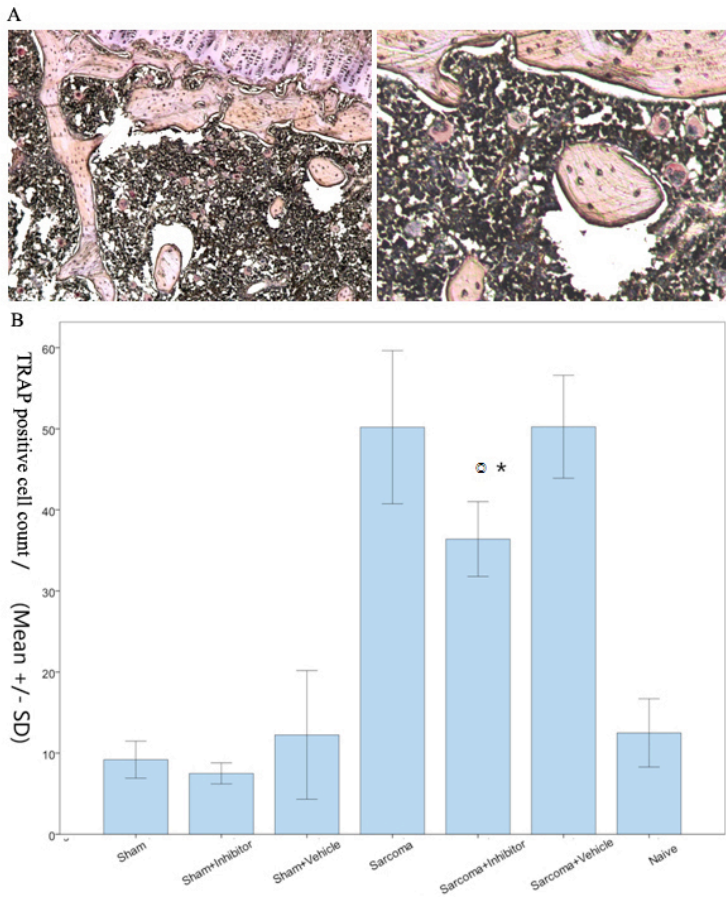 A
B
TRAP positive cell count /
(Mean +/- SD)
60
50
40
30
20
10
0
© *
Sham
Sham+Inhibitor
Sham+Vehicle
Sarcoma
Sarcoma+Inhibitor
Sarcoma+Vehicle
Naive